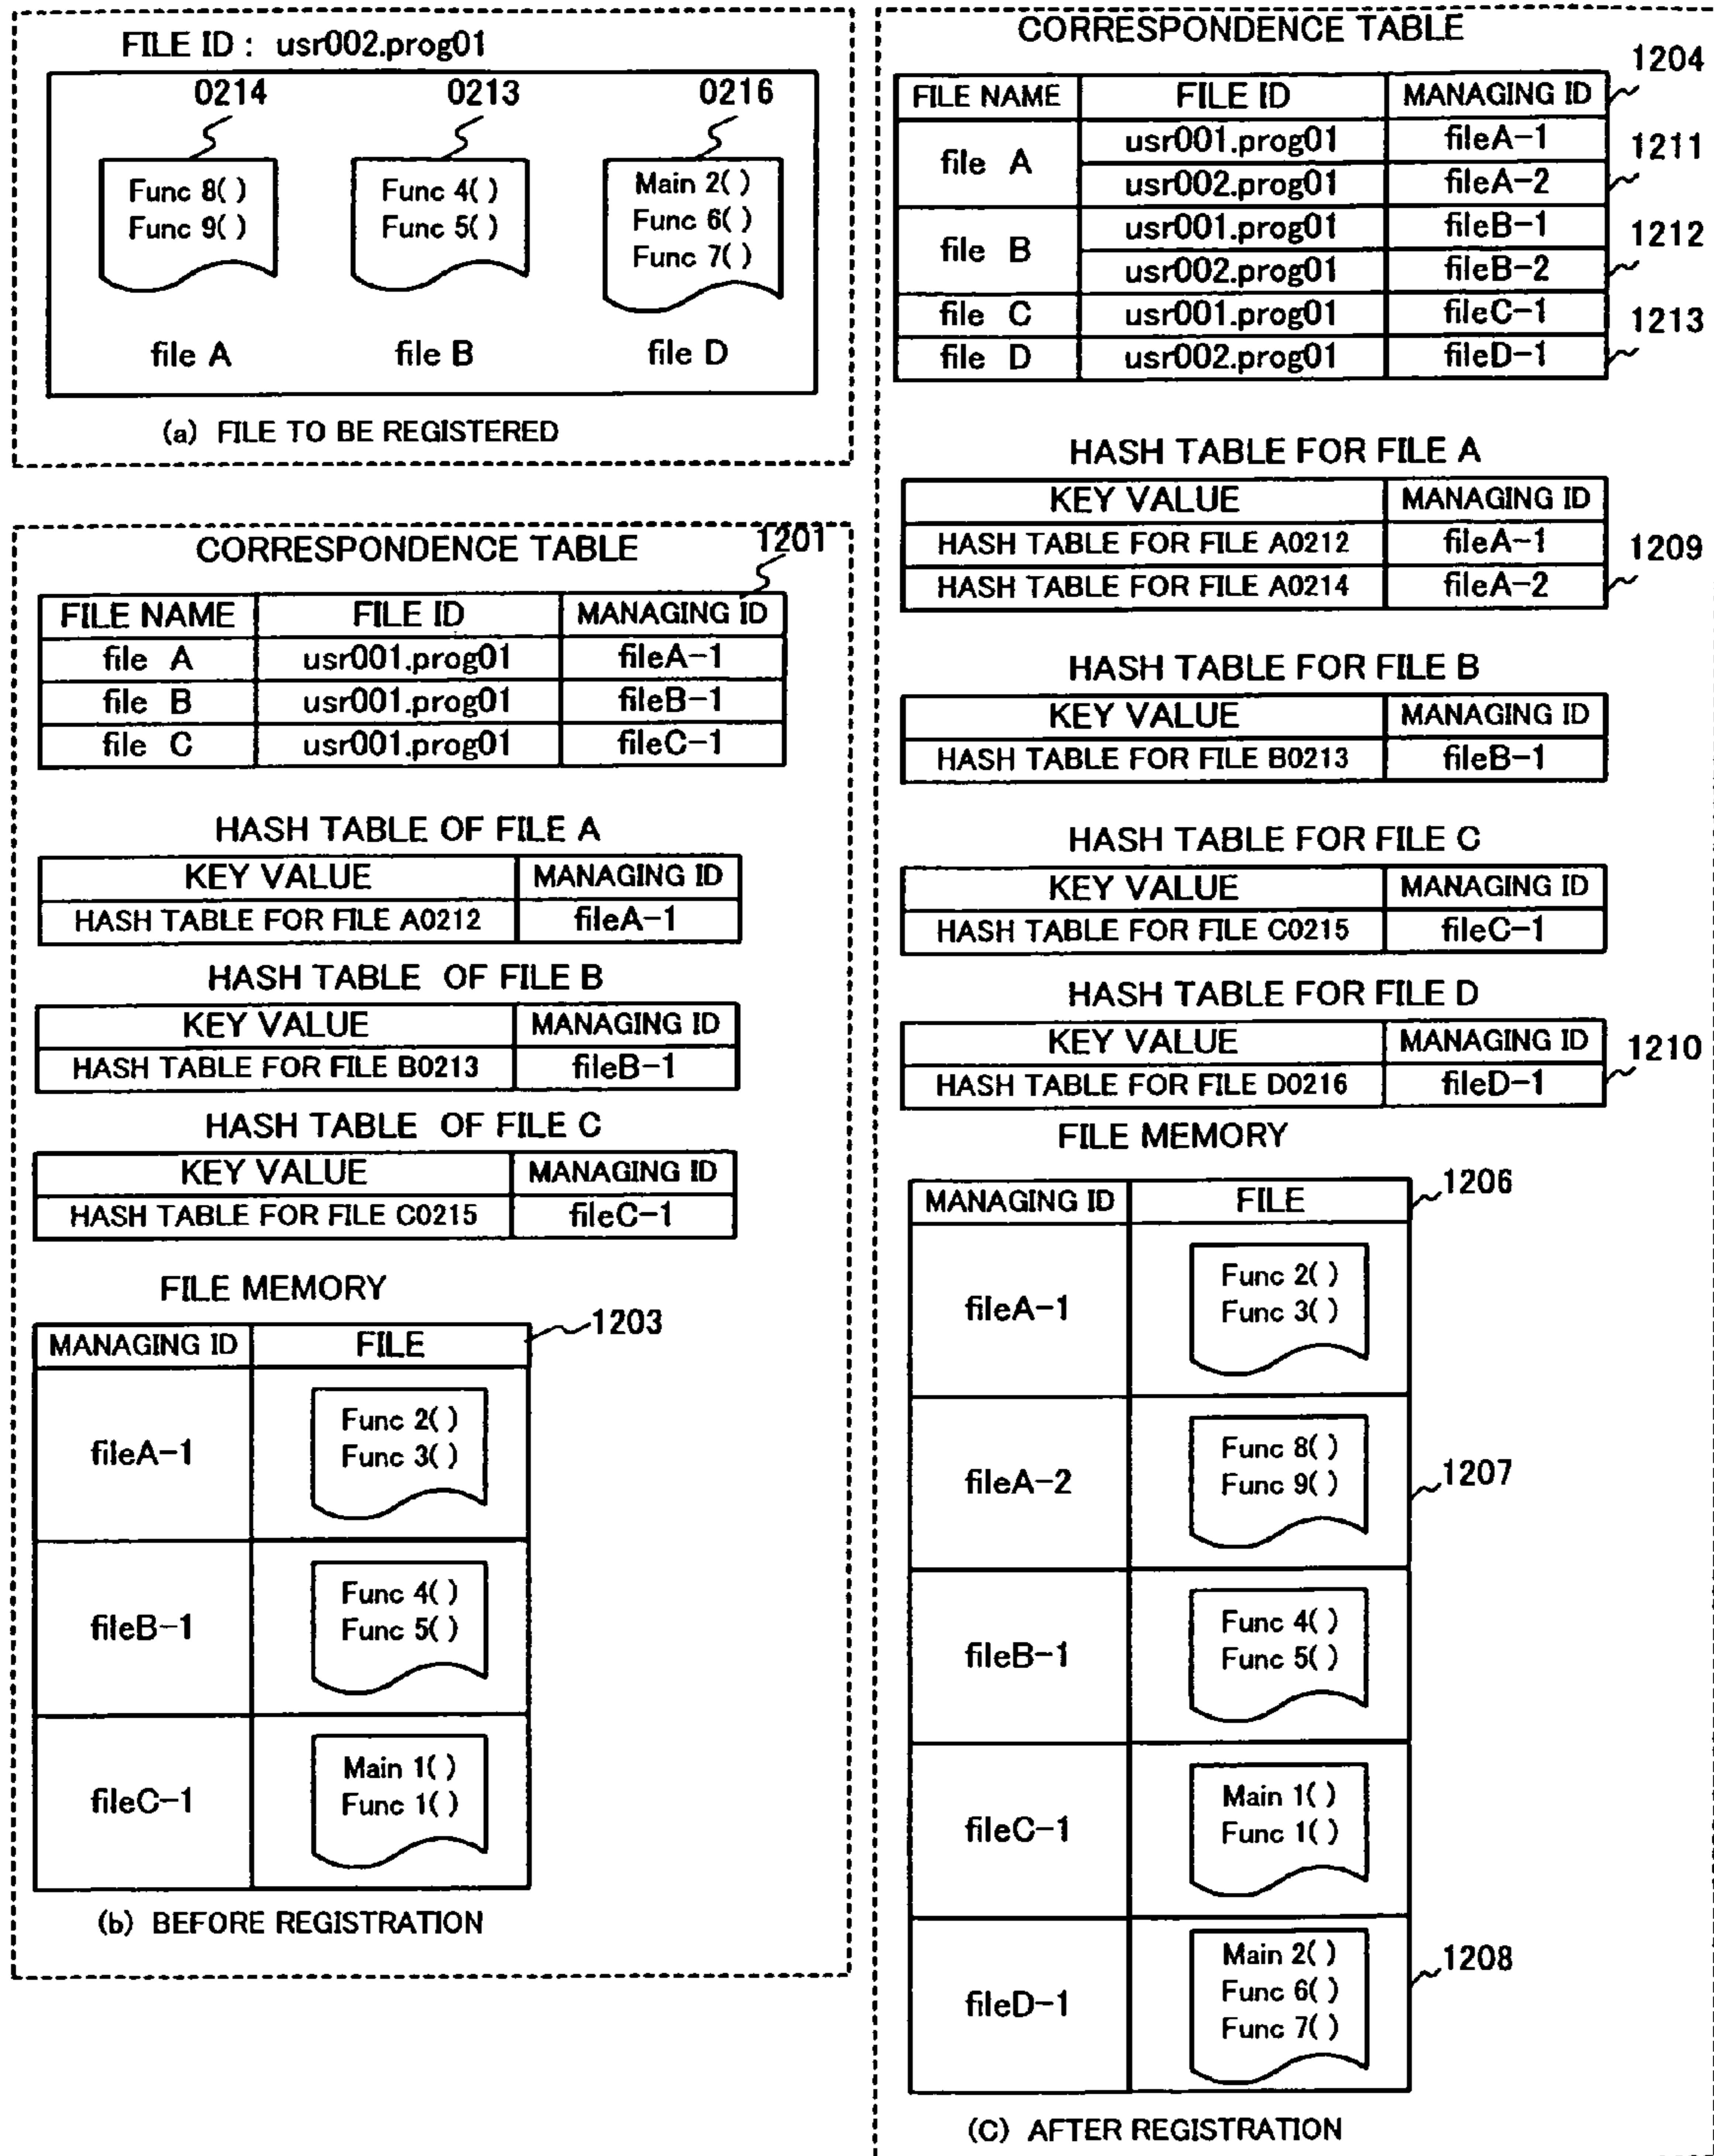 FILE ID : usr002.prog01
0214 0213 0216
Func 8( )
Func 9( )
Func 4( )
Func 5( )
Main 2( )
Func 6( )
Func 7( )
file A file B file D
(a) FILE TO BE REGISTERED
CORRESPONDENCE TABLE 1201
FILE NAME FILE ID MANAGING ID
file A usr001.prog01 fileA-1
file B usr001.prog01 fileB-1
file C usr001.prog01 fileC-1
HASH TABLE OF FILE A
KEY VALUE MANAGING ID
HASH TABLE FOR FILE A0212 fileA-1
HASH TABLE OF FILE B
KEY VALUE MANAGING ID
HASH TABLE FOR FILE B0213 fileB-1
HASH TABLE OF FILE C
KEY VALUE MANAGING ID
HASH TABLE FOR FILE C0215 fileC-1
FILE MEMORY
1203
MANAGING ID FILE
fileA-1
Func 2( )
Func 3( )
fileB-1
Func 4( )
Func 5( )
fileC-1
Main 1( )
Func 1( )
(b) BEFORE REGISTRATION
CORRESPONDENCE TABLE
1204
FILE NAME FILE ID MANAGING ID
file A
usr001.prog01 fileA-1
usr002.prog01 fileA-2
1211
file B
usr001.prog01 fileB-1
usr002.prog01 fileB-2
1212
file C usr001.prog01 fileC-1
file D usr002.prog01 fileD-1
1213
HASH TABLE FOR FILE A
KEY VALUE MANAGING ID
HASH TABLE FOR FILE A0212 fileA-1
HASH TABLE FOR FILE A0214 fileA-2
1209
HASH TABLE FOR FILE B
KEY VALUE MANAGING ID
HASH TABLE FOR FILE B0213 fileB-1
HASH TABLE FOR FILE C
KEY VALUE MANAGING ID
HASH TABLE FOR FILE C0215 fileC-1
HASH TABLE FOR FILE D
KEY VALUE MANAGING ID
HASH TABLE FOR FILE D0216 fileD-1
1210
FILE MEMORY
1206
MANAGING ID FILE
fileA-1
Func 2( )
Func 3( )
fileA-2
Func 8( )
Func 9( )
1207
fileB-1
Func 4( )
Func 5( )
fileC-1
Main 1( )
Func 1( )
fileD-1
Main 2( )
Func 6( )
Func 7( )
1208
(C) AFTER REGISTRATION